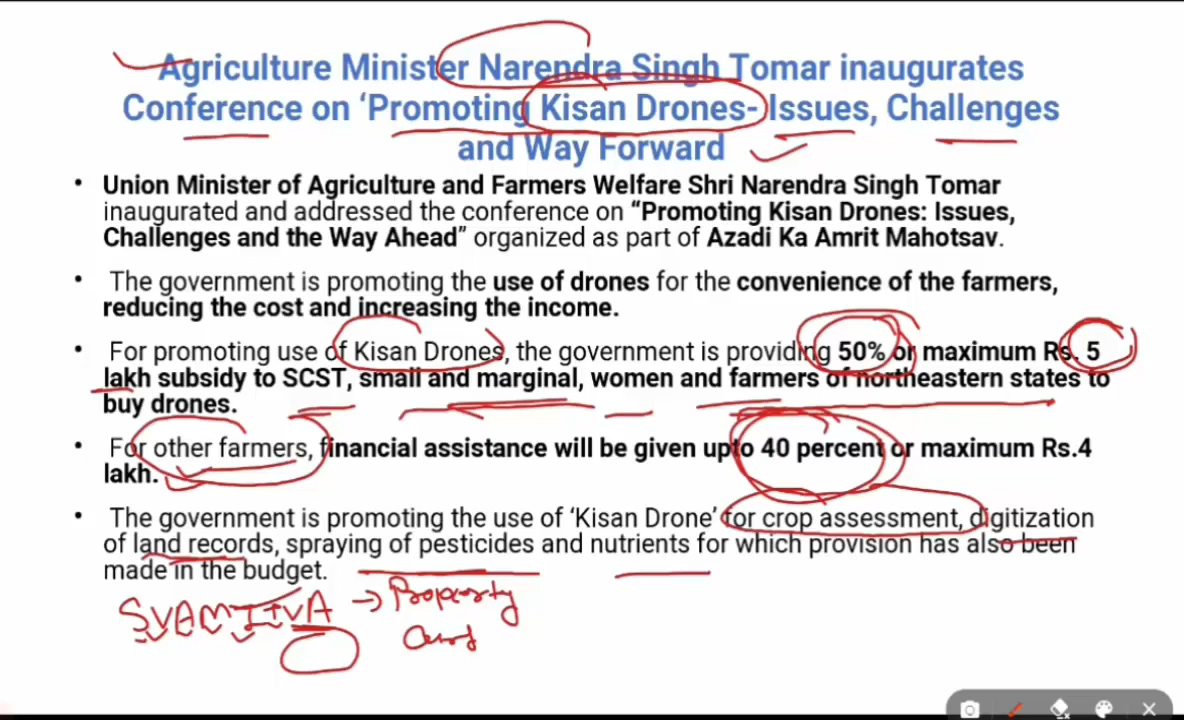 Agriculture Minister Narendra Singh Tomar inaugurates
Conference on ‘Promoting Kisan Drones- Issues, Challenges
and Way Forward
• Union Minister of Agriculture and Farmers Welfare Shri Narendra Singh Tomar
inaugurated and addressed the conference on “Promoting Kisan Drones: Issues,
Challenges and the Way Ahead” organized as part of Azadi Ka Amrit Mahotsav.
• The government is promoting the use of drones for the convenience of the farmers,
reducing the cost and increasing the income.
• For promoting use of Kisan Drones, the government is providing 50% or maximum Rs. 5
lakh subsidy to SCST, small and marginal, women and farmers of northeastern states to
buy drones.
• For other farmers, financial assistance will be given upto 40 percent or maximum Rs.4
lakh.
• The government is promoting the use of ‘Kisan Drone’ for crop assessment, digitization
of land records, spraying of pesticides and nutrients for which provision has also been
made in the budget.
SVAMITVA → Property
Card